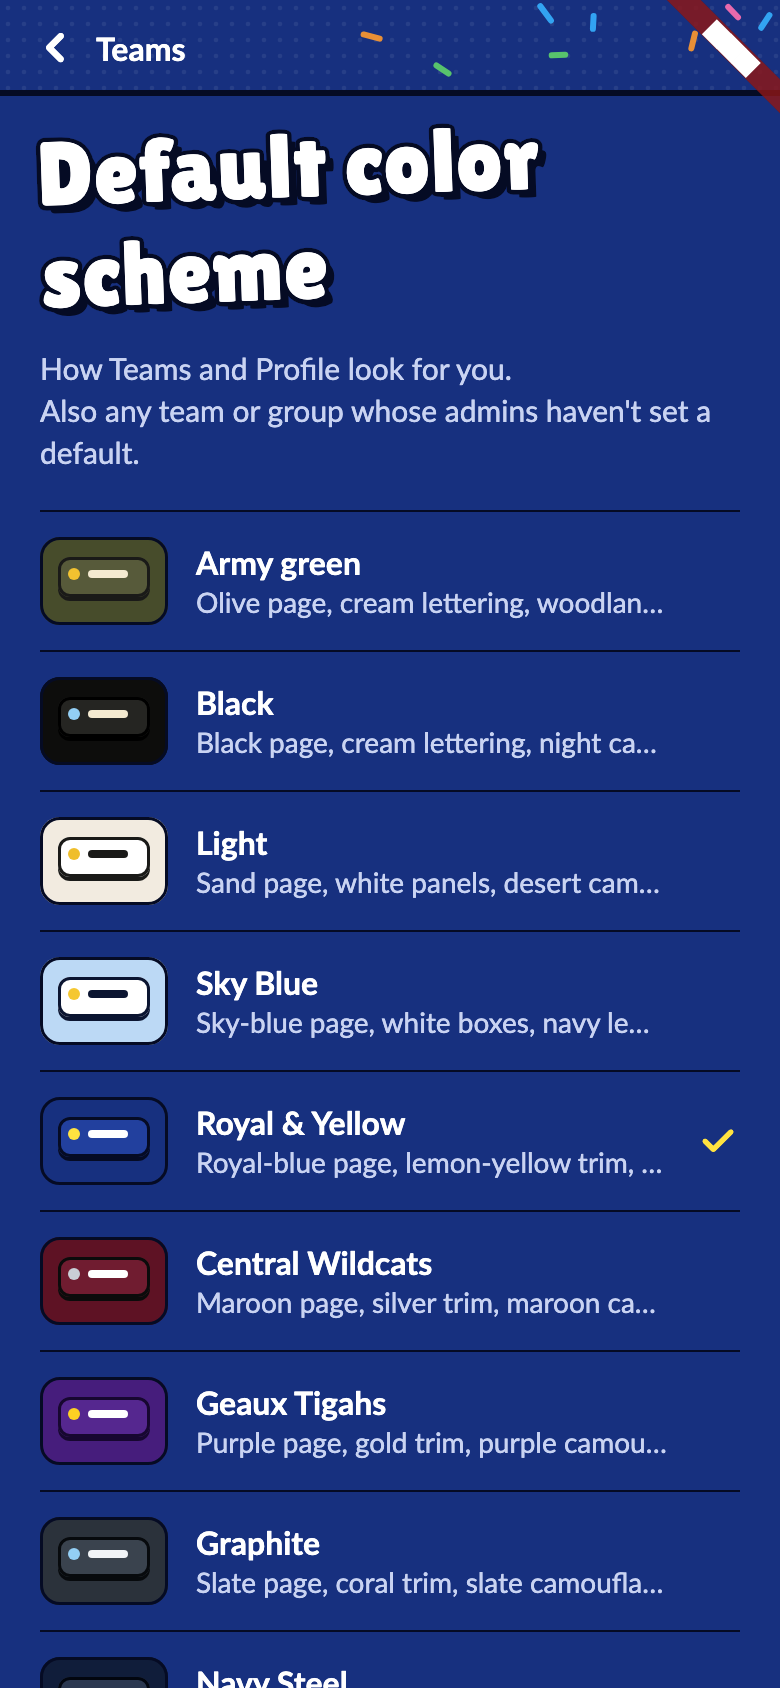 Teams
Default color
scheme
How Teams and Profile look for you.
Also any team or group whose admins haven't set a
default.
Army green
Olive page, cream lettering, woodlan...
Black
Black page, cream lettering, night ca...
Light
Sand page, white panels, desert cam...
Sky Blue
Sky-blue page, white boxes, navy le...
Royal & Yellow
Royal-blue page, lemon-yellow trim, ...
Central Wildcats
Maroon page, silver trim, maroon ca...
Geaux Tigahs
Purple page, gold trim, purple camou...
Graphite
Slate page, coral trim, slate camoufla...
Navy Steel